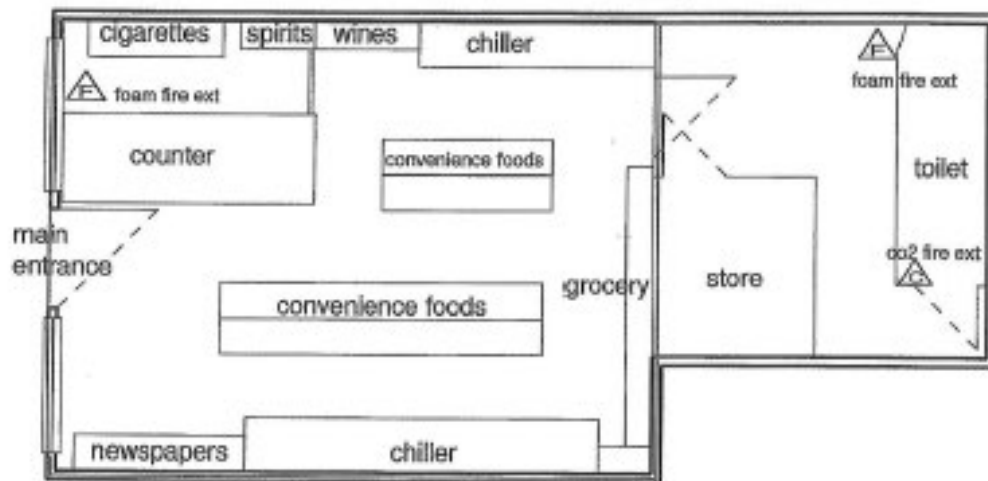 cigarettes
spirits
wines
chiller
F
foam fire ext
counter
convenience foods
main
entrance
convenience foods
grocery
newspapers
chiller
F
foam fire ext
toilet
co2 fire ext
C
store